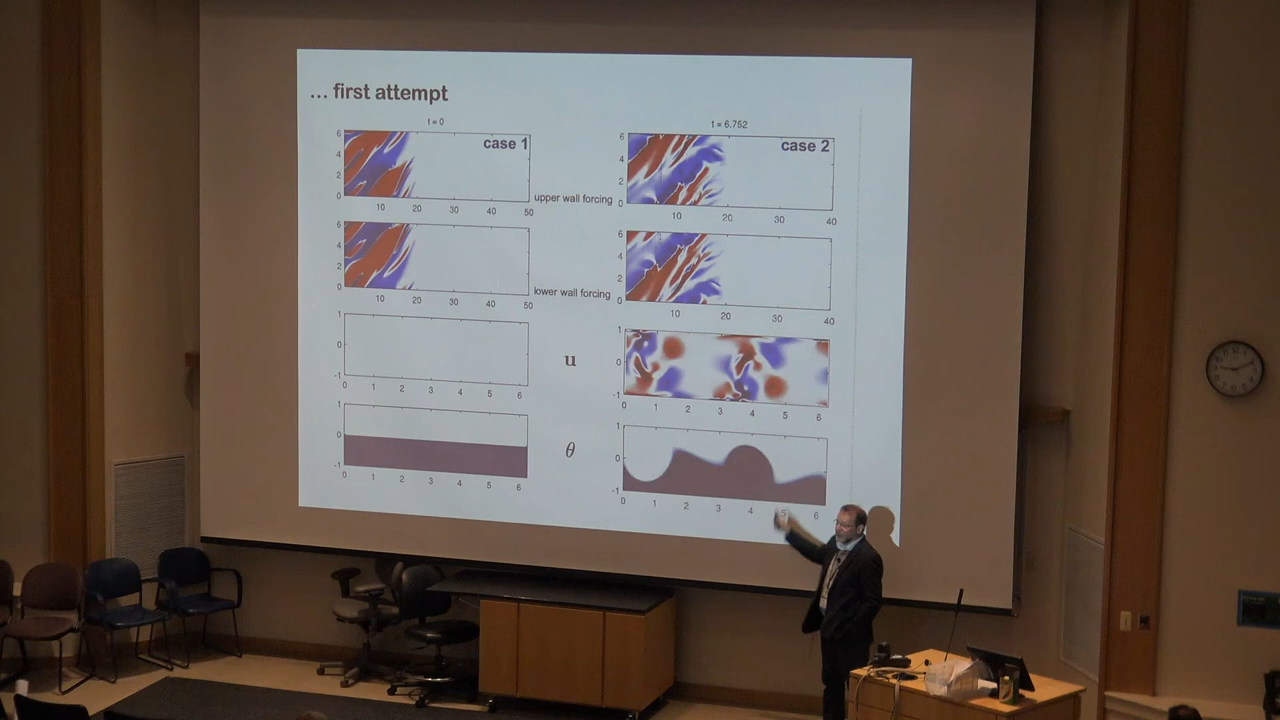 ... first attempt
t = 0
t = 6.752
6
4
2
0
case 1
10 20 30 40 50
upper wall forcing
6
4
2
0
case 2
10 20 30 40
6
4
2
0
10 20 30 40 50
lower wall forcing
6
4
2
0
10 20 30 40
1
0
-1
0 1 2 3 4 5 6
u
1
0
-1
0 1 2 3 4 5 6
1
0
-1
0 1 2 3 4 5 6
θ
1
0
-1
0 1 2 3 4 5 6